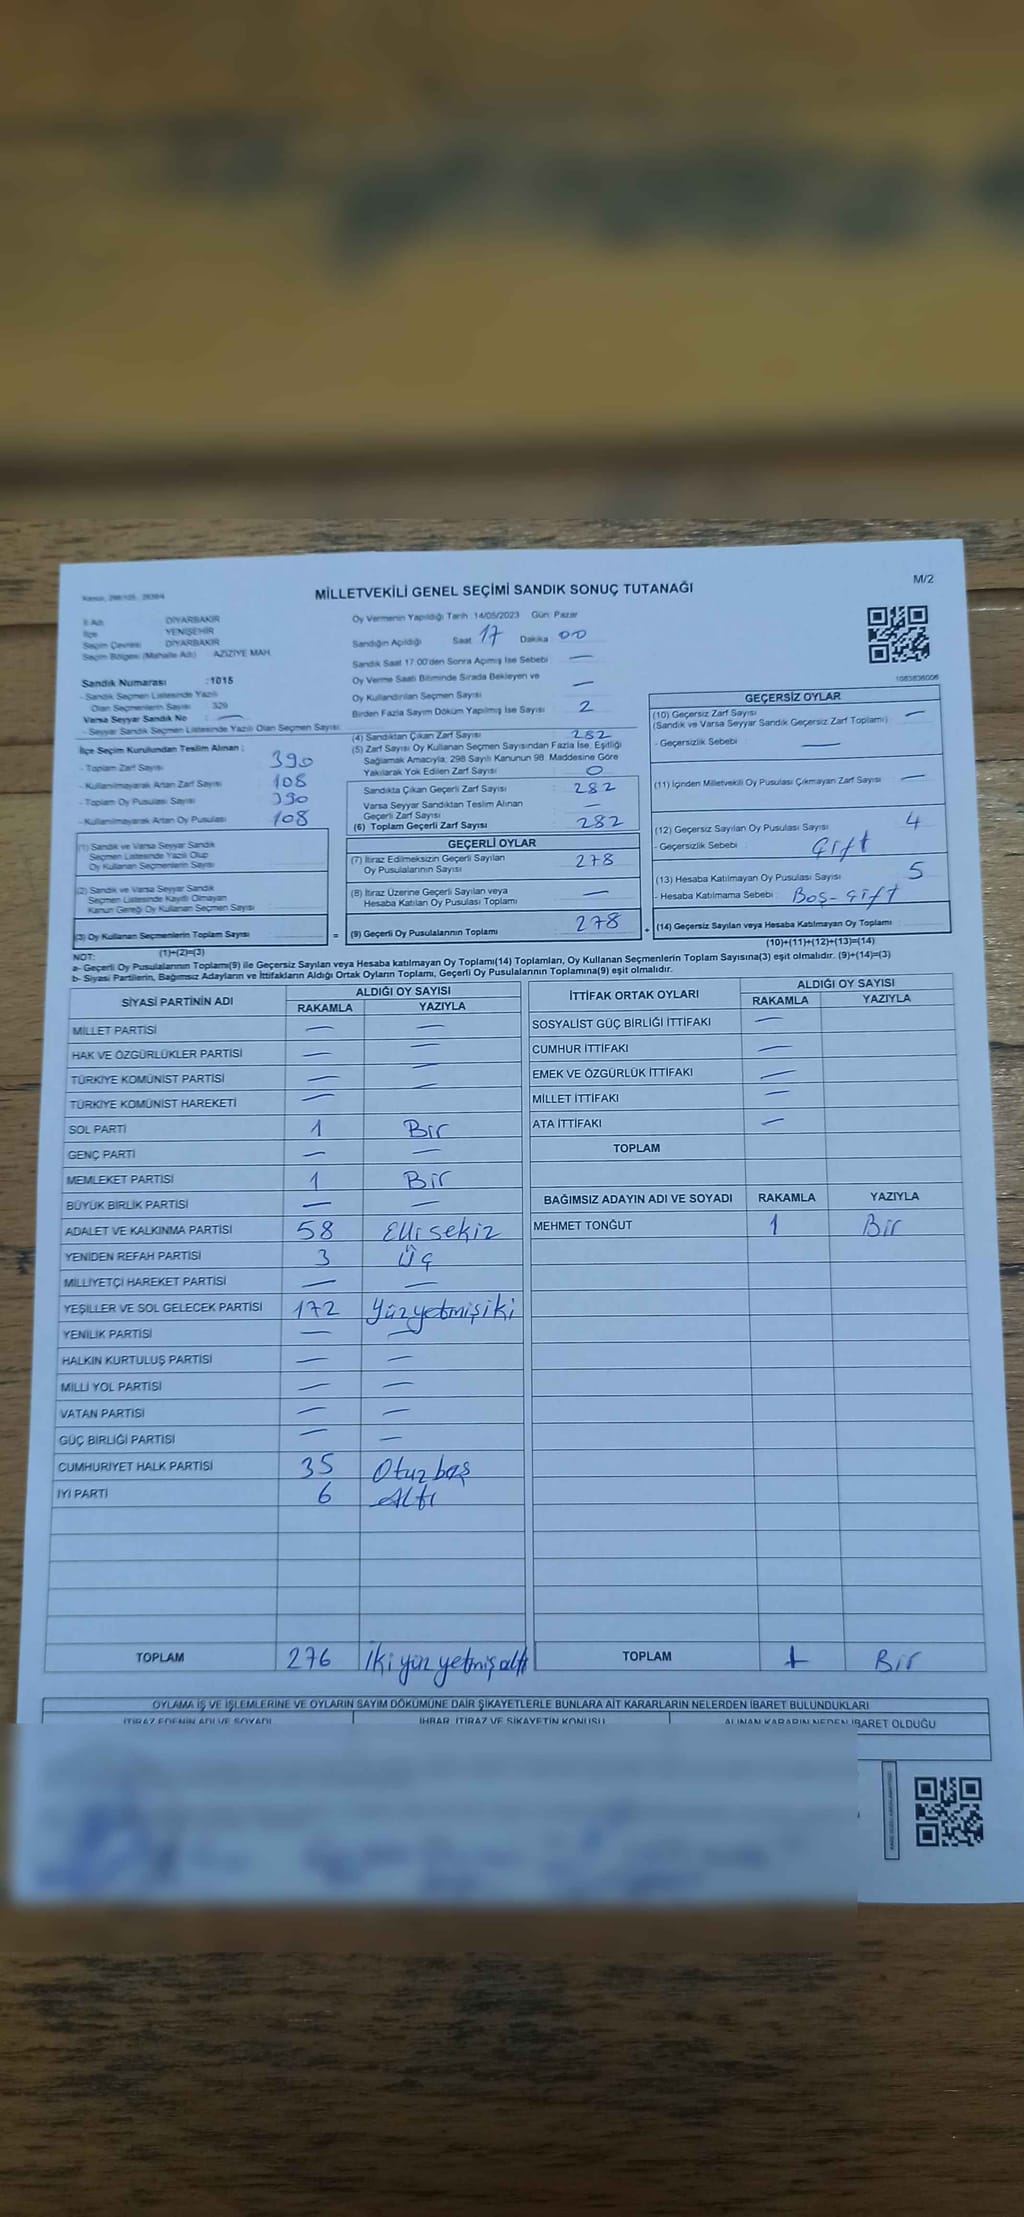 M/2
MİLLETVEKİLİ GENEL SEÇİMİ SANDIK SONUÇ TUTANAĞI
İl Adı : DİYARBAKIR
İlçe : YENİŞEHİR
Seçim Çevresi : DİYARBAKIR
Seçim Bölgesi (Mahalle Adı) : AZİZİYE MAH.
Sandık Numarası :1015
- Sandık Seçmen Listesinde Yazılı
Olan Seçmenlerin Sayısı : 329
Varsa Seyyar Sandık No : —
- Seyyar Sandık Seçmen Listesinde Yazılı Olan Seçmen Sayısı:
İlçe Seçim Kurulundan Teslim Alınan ;
- Toplam Zarf Sayısı : 390
- Kullanılmayarak Artan Zarf Sayısı : 108
- Toplam Oy Pusulası Sayısı : 390
- Kullanılmayarak Artan Oy Pusulası : 108
(1) Sandık ve Varsa Seyyar Sandık
Seçmen Listesinde Yazılı Olup
Oy Kullanan Seçmenlerin Sayısı
(2) Sandık ve Varsa Seyyar Sandık
Seçmen Listesinde Kayıtlı Olmayan
Kanun Gereği Oy Kullanan Seçmen Sayısı
(3) Oy Kullanan Seçmenlerin Toplam Sayısı
(1)+(2)=(3)
Oy Vermenin Yapıldığı Tarih :14/05/2023 Gün: Pazar
Sandığın Açıldığı Saat 17 Dakika 00
Sandık Saat 17:00'den Sonra Açılmış İse Sebebi : —
Oy Verme Saati Bitiminde Sırada Bekleyen ve
Oy Kullandırılan Seçmen Sayısı : —
Birden Fazla Sayım Döküm Yapılmış İse Sayısı : 2
(4) Sandıktan Çıkan Zarf Sayısı : 282
(5) Zarf Sayısı Oy Kullanan Seçmen Sayısından Fazla İse, Eşitliği
Sağlamak Amacıyla, 298 Sayılı Kanunun 98. Maddesine Göre
Yakılarak Yok Edilen Zarf Sayısı : 0
Sandıkta Çıkan Geçerli Zarf Sayısı : 282
Varsa Seyyar Sandıktan Teslim Alınan
Geçerli Zarf Sayısı : —
(6) Toplam Geçerli Zarf Sayısı : 282
GEÇERLİ OYLAR
(7) İtiraz Edilmeksizin Geçerli Sayılan
Oy Pusulalarının Sayısı : 278
(8) İtiraz Üzerine Geçerli Sayılan veya
Hesaba Katılan Oy Pusulası Toplamı : —
= (9) Geçerli Oy Pusulalarının Toplamı : 278 +
1083836006
GEÇERSİZ OYLAR
(10) Geçersiz Zarf Sayısı : —
(Sandık ve Varsa Seyyar Sandık Geçersiz Zarf Toplamı)
- Geçersizlik Sebebi : —
(11) İçinden Milletvekili Oy Pusulası Çıkmayan Zarf Sayısı : —
(12) Geçersiz Sayılan Oy Pusulası Sayısı : 4
- Geçersizlik Sebebi : Çift
(13) Hesaba Katılmayan Oy Pusulası Sayısı : 5
- Hesaba Katılmama Sebebi : Boş- Çift
(14) Geçersiz Sayılan veya Hesaba Katılmayan Oy Toplamı
(10)+(11)+(12)+(13)=(14)
NOT:
a- Geçerli Oy Pusulalarının Toplamı(9) ile Geçersiz Sayılan veya Hesaba katılmayan Oy Toplamı(14) Toplamları, Oy Kullanan Seçmenlerin Toplam Sayısına(3) eşit olmalıdır. (9)+(14)=(3)
b- Siyasi Partilerin, Bağımsız Adayların ve İttifakların Aldığı Ortak Oyların Toplamı, Geçerli Oy Pusulalarının Toplamına(9) eşit olmalıdır.
SİYASİ PARTİNİN ADI ALDIĞI OY SAYISI
RAKAMLA YAZIYLA
MİLLET PARTİSİ — —
HAK VE ÖZGÜRLÜKLER PARTİSİ — —
TÜRKİYE KOMÜNİST PARTİSİ — —
TÜRKİYE KOMÜNİST HAREKETİ — —
SOL PARTİ 1 Bir
GENÇ PARTİ — —
MEMLEKET PARTİSİ 1 Bir
BÜYÜK BİRLİK PARTİSİ — —
ADALET VE KALKINMA PARTİSİ 58 Elli sekiz
YENİDEN REFAH PARTİSİ 3 Üç
MİLLİYETÇİ HAREKET PARTİSİ — —
YEŞİLLER VE SOL GELECEK PARTİSİ 172 Yüzyetmişiki
YENİLİK PARTİSİ — —
HALKIN KURTULUŞ PARTİSİ — —
MİLLİ YOL PARTİSİ — —
VATAN PARTİSİ — —
GÜÇ BİRLİĞİ PARTİSİ — —
CUMHURİYET HALK PARTİSİ 35 Otuz beş
İYİ PARTİ 6 Altı
TOPLAM 276 İki yüz yetmiş altı
İTTİFAK ORTAK OYLARI ALDIĞI OY SAYISI
RAKAMLA YAZIYLA
SOSYALİST GÜÇ BİRLİĞİ İTTİFAKI —
CUMHUR İTTİFAKI —
EMEK VE ÖZGÜRLÜK İTTİFAKI —
MİLLET İTTİFAKI —
ATA İTTİFAKI —
TOPLAM
BAĞIMSIZ ADAYIN ADI VE SOYADI RAKAMLA YAZIYLA
MEHMET TONĞUT 1 Bir
TOPLAM 1 Bir
OYLAMA İŞ VE İŞLEMLERİNE VE OYLARIN SAYIM DÖKÜMÜNE DAİR ŞİKAYETLERLE BUNLARA AİT KARARLARIN NELERDEN İBARET BULUNDUKLARI
İTİRAZ EDENİN ADI VE SOYADI İHBAR, İTİRAZ VE ŞİKAYETİN KONUSU ALINAN KARARIN NEDEN İBARET OLDUĞU